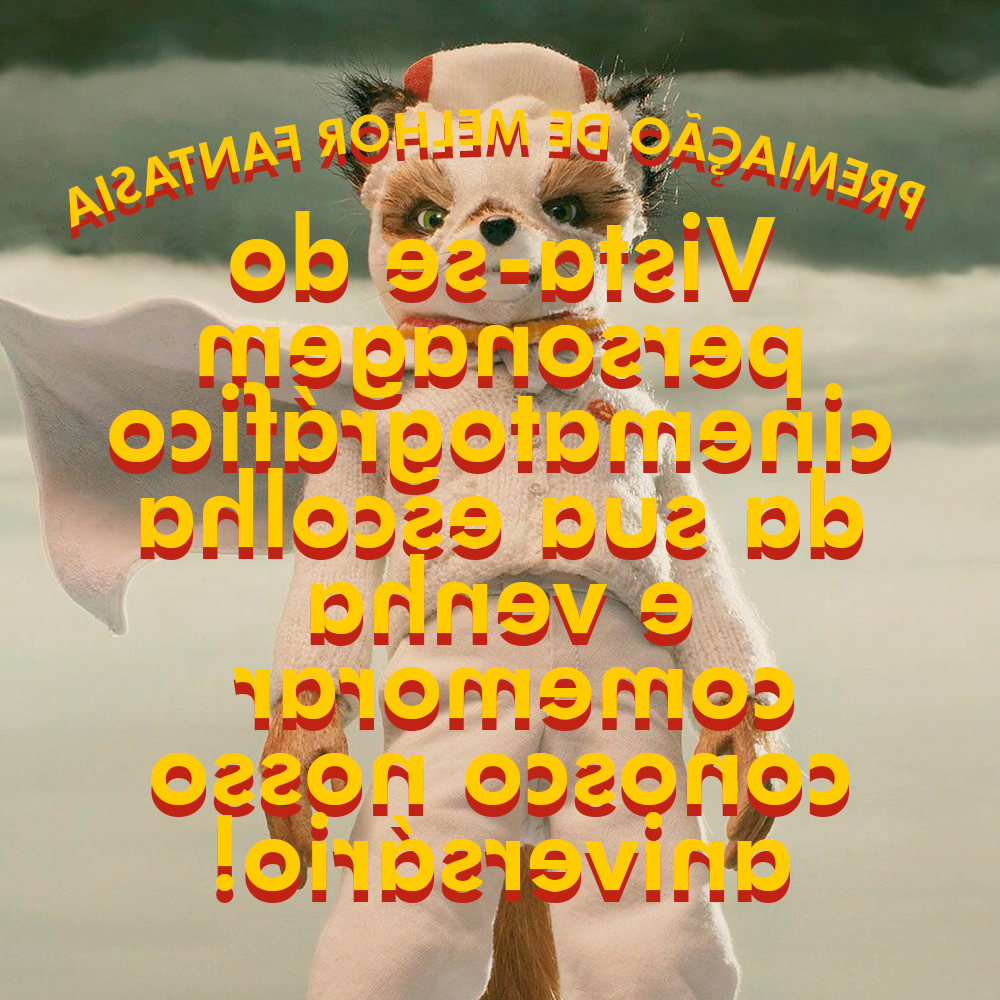 PREMIAÇÃO DE MELHOR FANTASIA
Vista-se do
personagem
cinematográfico
da sua escolha
e venha
comemorar
conosco nosso
aniversário!